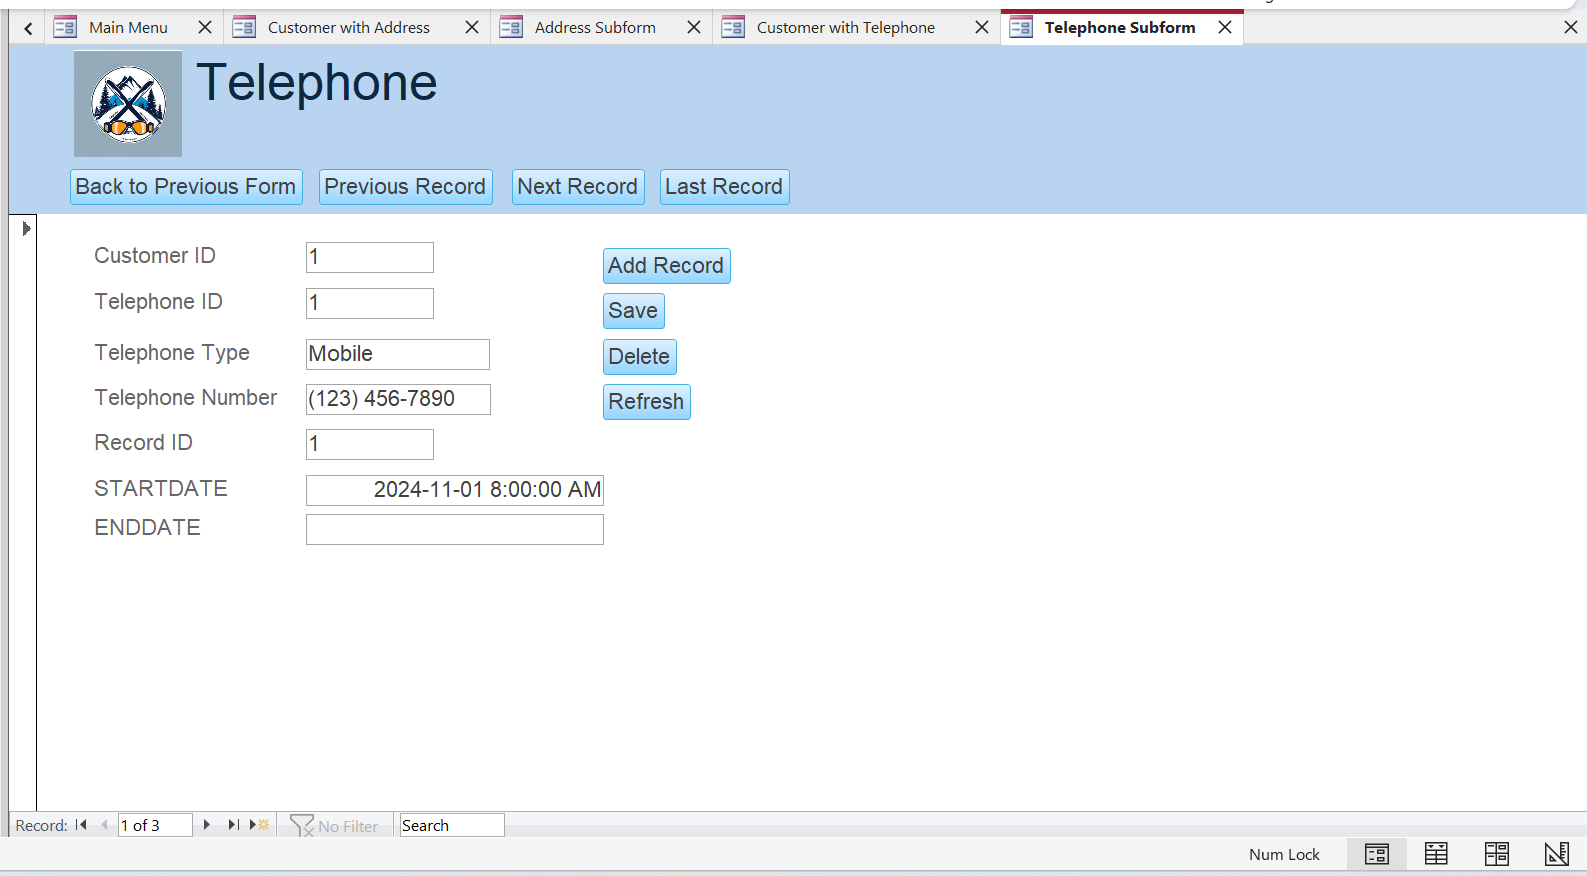 Main Menu
Customer with Address
Address Subform
Customer with Telephone
Telephone Subform
Telephone
Back to Previous Form
Previous Record
Next Record
Last Record
Customer ID 1
Add Record
Telephone ID 1
Save
Telephone Type Mobile
Delete
Telephone Number (123) 456-7890
Refresh
Record ID 1
STARTDATE 2024-11-01 8:00:00 AM
ENDDATE
Record: 1 of 3 No Filter Search
Num Lock